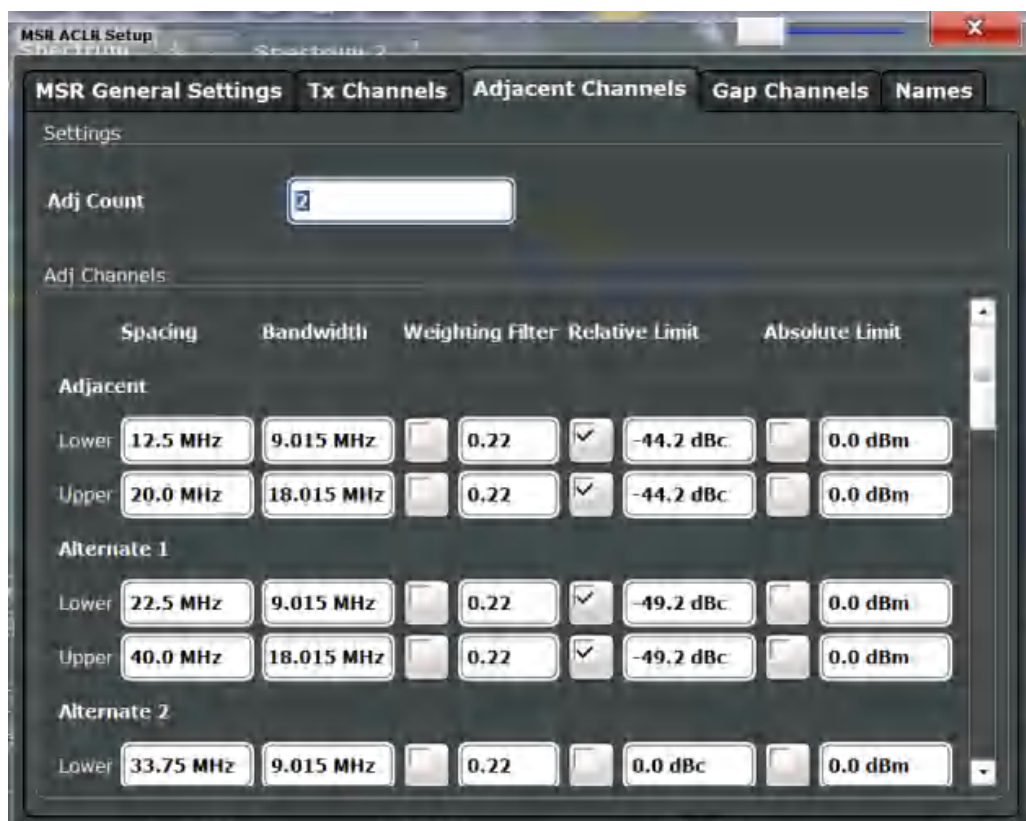 MSR ACLR Setup
Spectrum Spectrum 2
MSR General Settings Tx Channels Adjacent Channels Gap Channels Names
Settings
Adj Count 2
Adj Channels
Spacing Bandwidth Weighting Filter Relative Limit Absolute Limit
Adjacent
Lower 12.5 MHz 9.015 MHz 0.22 -44.2 dBc 0.0 dBm
Upper 20.0 MHz 18.015 MHz 0.22 -44.2 dBc 0.0 dBm
Alternate 1
Lower 22.5 MHz 9.015 MHz 0.22 -49.2 dBc 0.0 dBm
Upper 40.0 MHz 18.015 MHz 0.22 -49.2 dBc 0.0 dBm
Alternate 2
Lower 33.75 MHz 9.015 MHz 0.22 0.0 dBc 0.0 dBm